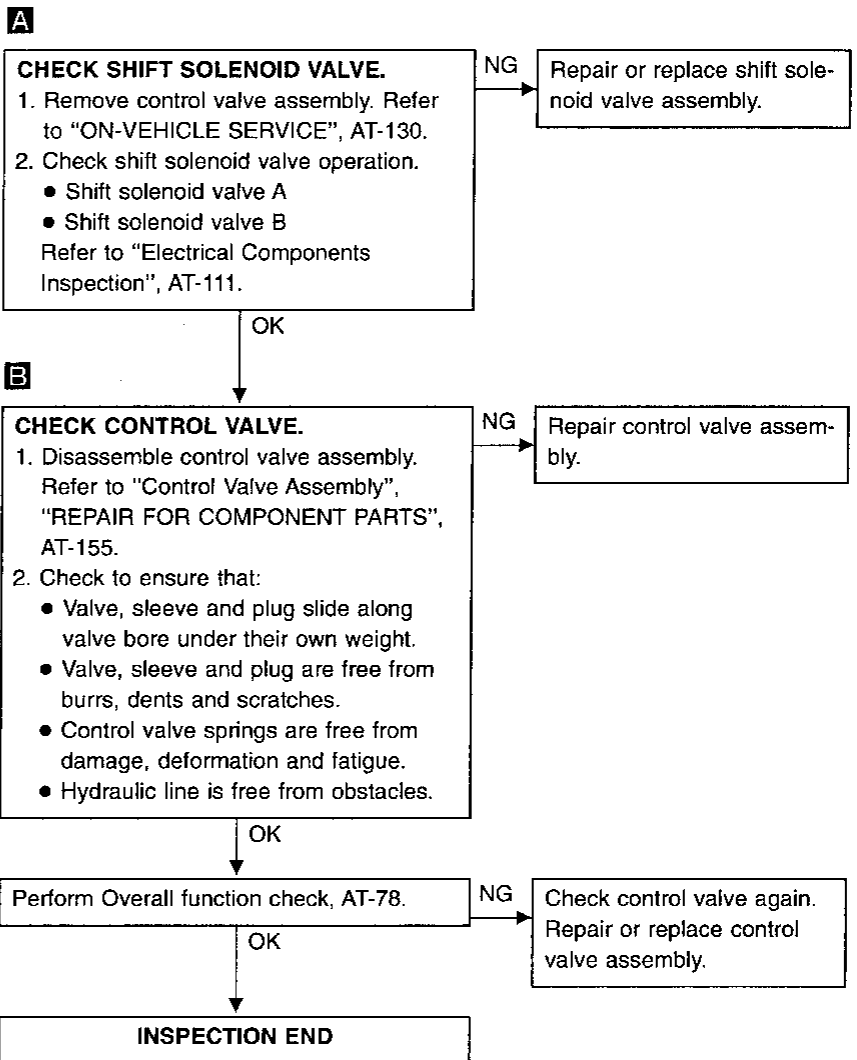 A
CHECK SHIFT SOLENOID VALVE.
1. Remove control valve assembly. Refer
to “ON-VEHICLE SERVICE”, AT-130.
2. Check shift solenoid valve operation.
● Shift solenoid valve A
● Shift solenoid valve B
Refer to “Electrical Components
Inspection”, AT-111.
NG
Repair or replace shift sole-
noid valve assembly.
OK
B
CHECK CONTROL VALVE.
1. Disassemble control valve assembly.
Refer to "Control Valve Assembly",
"REPAIR FOR COMPONENT PARTS",
AT-155.
2. Check to ensure that:
● Valve, sleeve and plug slide along
valve bore under their own weight.
● Valve, sleeve and plug are free from
burrs, dents and scratches.
● Control valve springs are free from
damage, deformation and fatigue.
● Hydraulic line is free from obstacles.
NG
Repair control valve assem-
bly.
OK
Perform Overall function check, AT-78.
NG
Check control valve again.
Repair or replace control
valve assembly.
OK
INSPECTION END